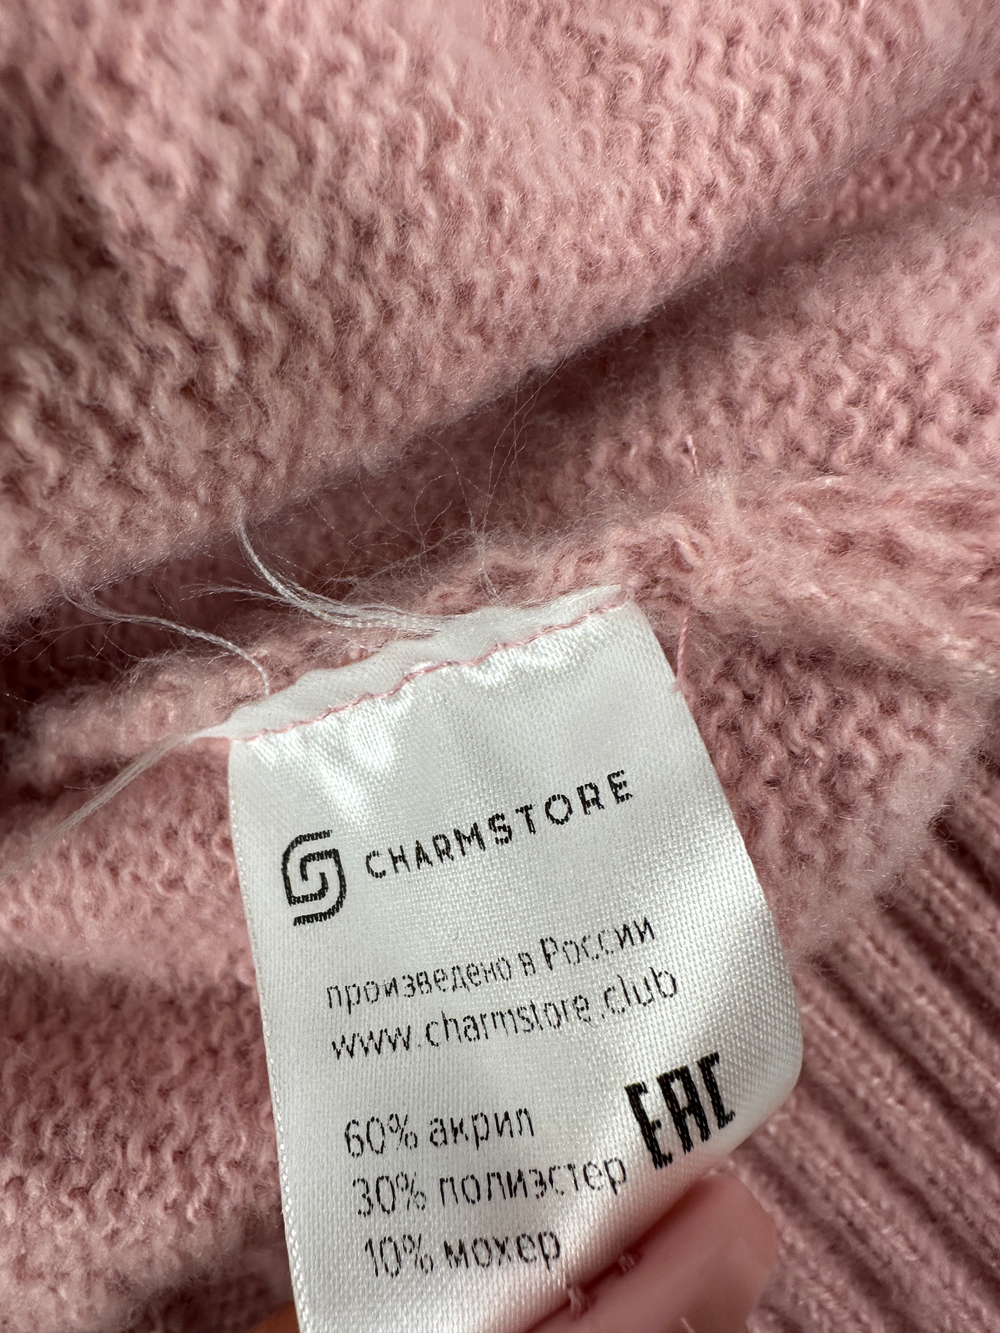 CHARMSTORE
произведено в России
www.charmstore.club
60% акрил
EAC
30% полиэстер
10% мохер